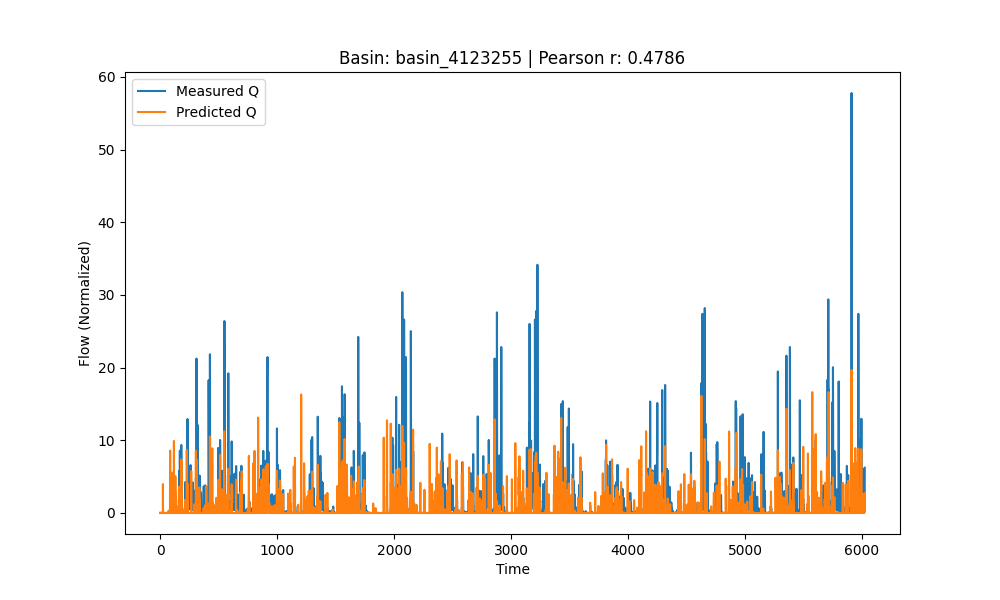 Basin: basin_4123255 | Pearson r: 0.4786
Measured Q
Predicted Q
Flow (Normalized)
60
50
40
30
20
10
0
0 1000 2000 3000 4000 5000 6000
Time